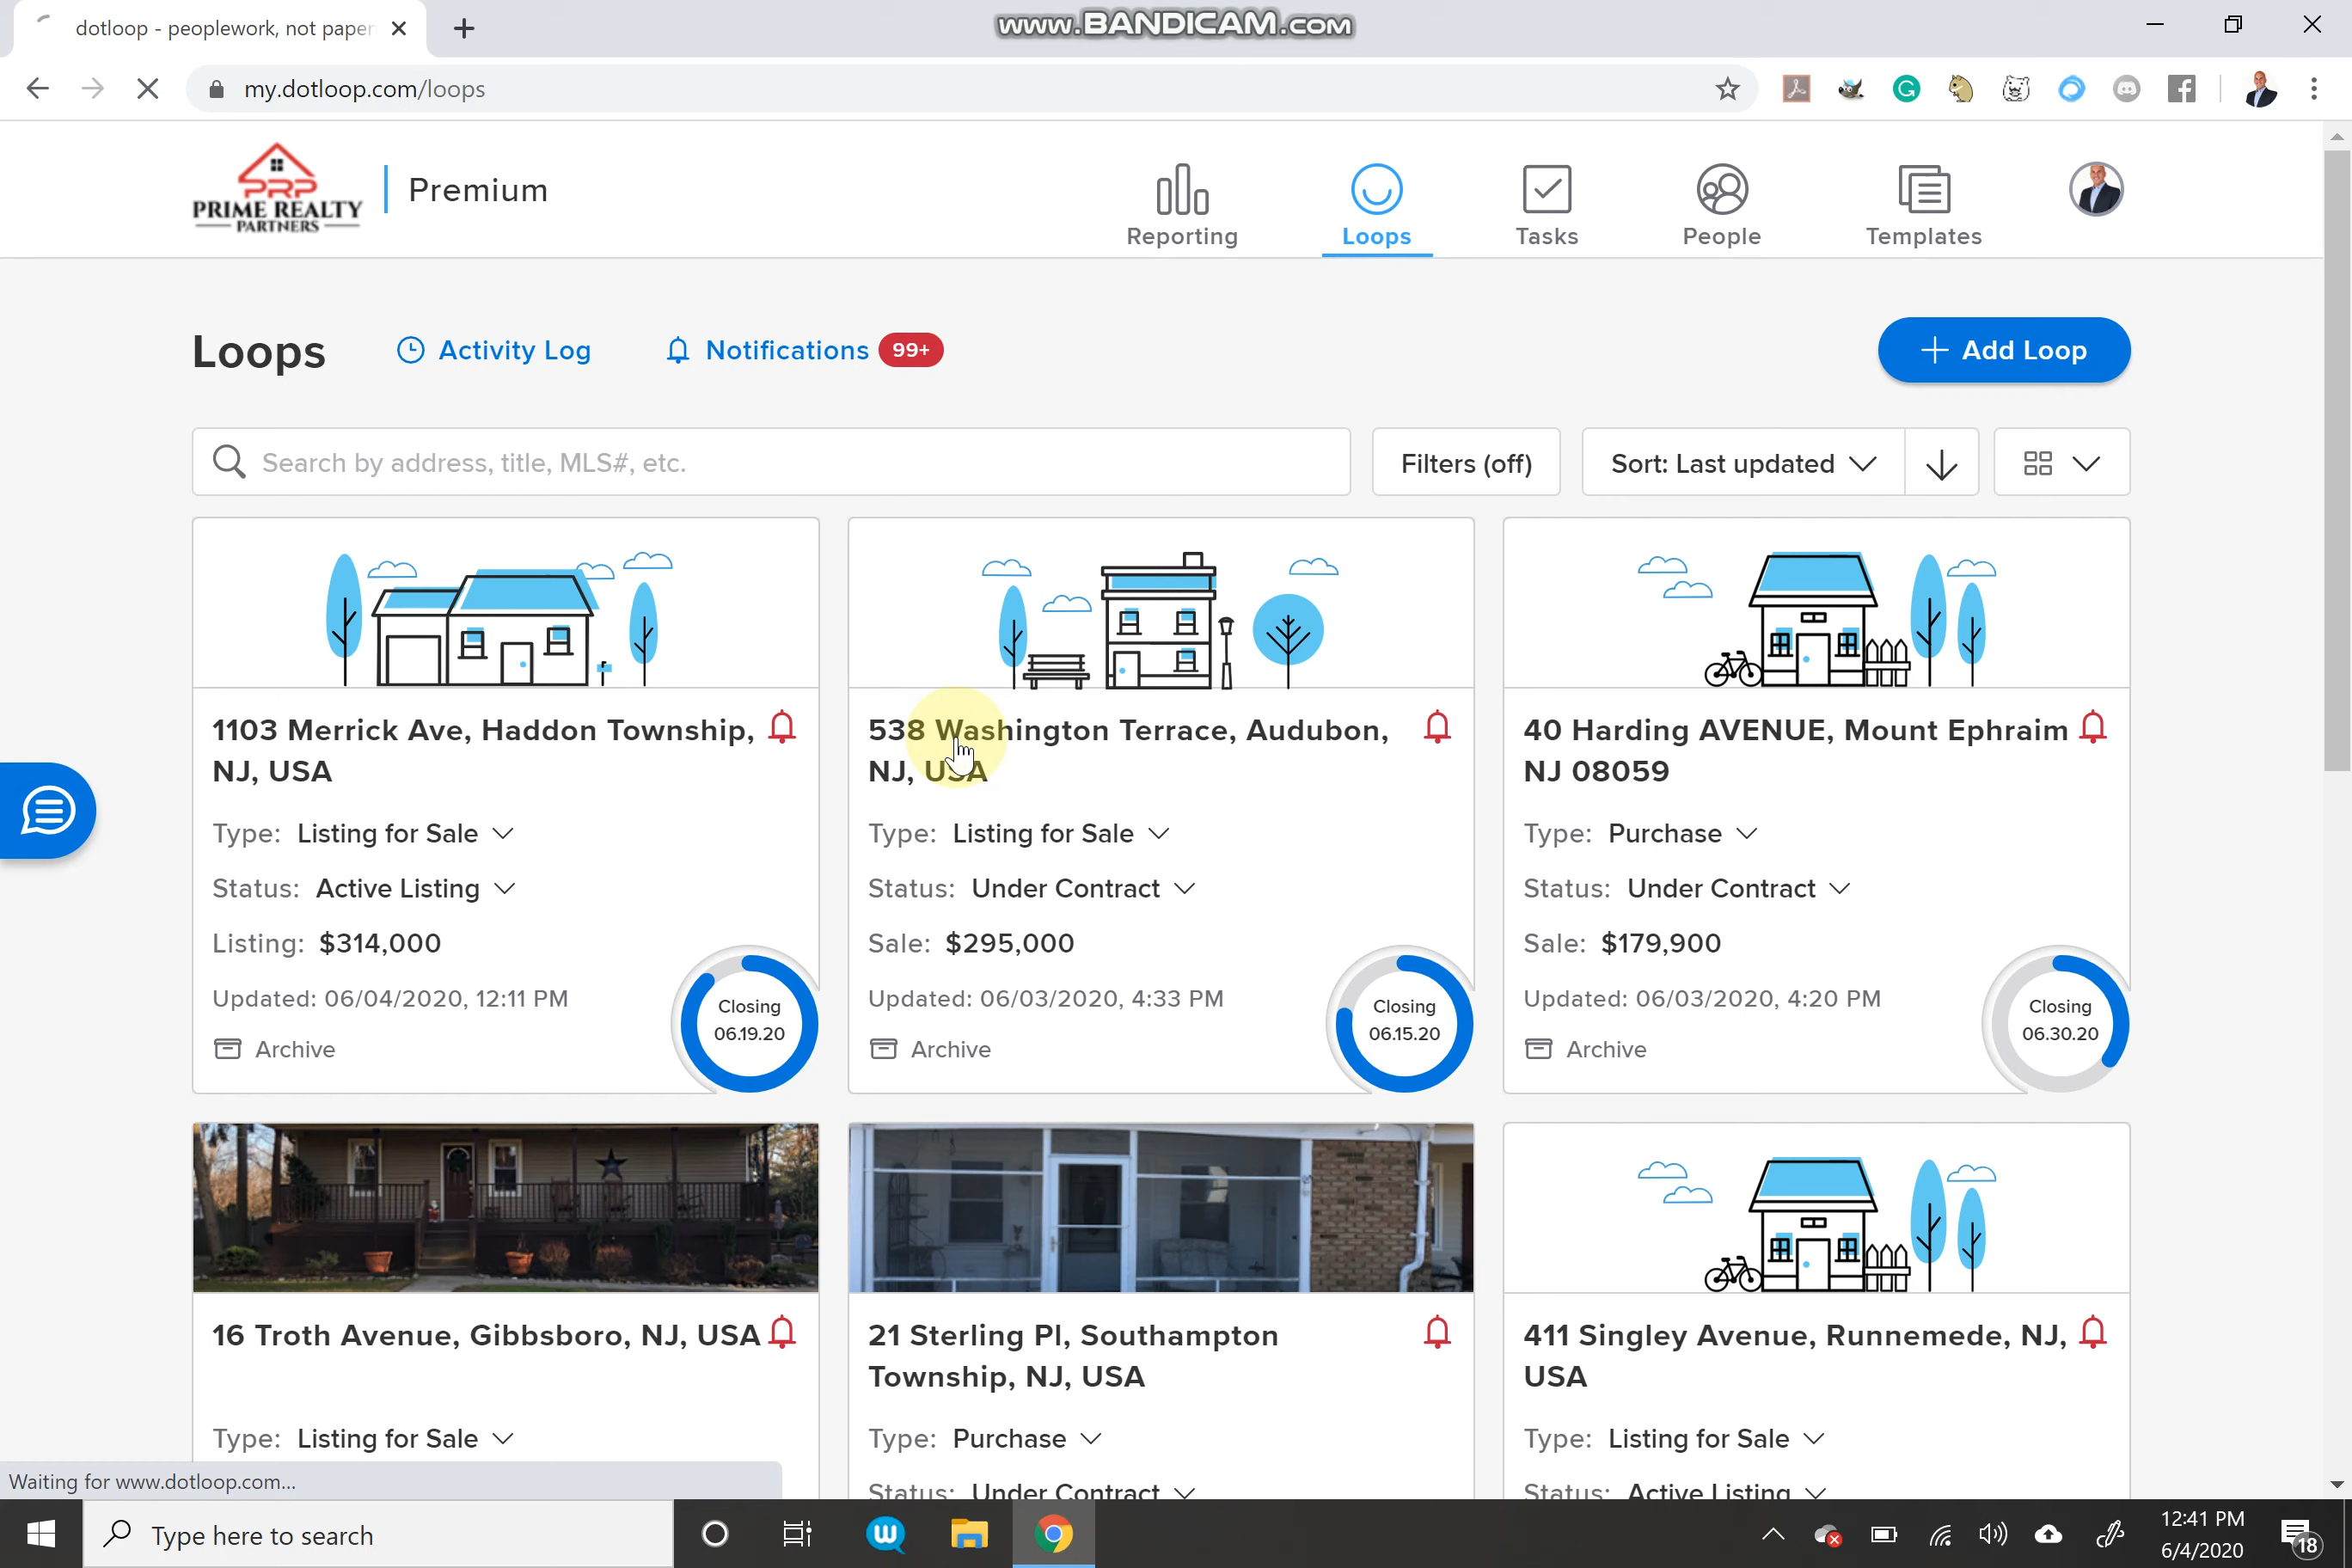 dotloop - peoplework, not paper
www.BANDICAM.com
my.dotloop.com/loops
PRP
PRIME REALTY
PARTNERS
Premium
Reporting
Loops
Tasks
People
Templates
Loops
Activity Log
Notifications 99+
+ Add Loop
Search by address, title, MLS#, etc.
Filters (off)
Sort: Last updated
1103 Merrick Ave, Haddon Township,
NJ, USA
Type: Listing for Sale
Status: Active Listing
Listing: $314,000
Updated: 06/04/2020, 12:11 PM
Archive
Closing
06.19.20
538 Washington Terrace, Audubon,
NJ, USA
Type: Listing for Sale
Status: Under Contract
Sale: $295,000
Updated: 06/03/2020, 4:33 PM
Archive
Closing
06.15.20
40 Harding AVENUE, Mount Ephraim
NJ 08059
Type: Purchase
Status: Under Contract
Sale: $179,900
Updated: 06/03/2020, 4:20 PM
Archive
Closing
06.30.20
16 Troth Avenue, Gibbsboro, NJ, USA
Type: Listing for Sale
21 Sterling Pl, Southampton
Township, NJ, USA
Type: Purchase
Status: Under Contract
411 Singley Avenue, Runnemede, NJ,
USA
Type: Listing for Sale
Status: Active Listing
Waiting for www.dotloop.com...
Type here to search
12:41 PM
6/4/2020
18